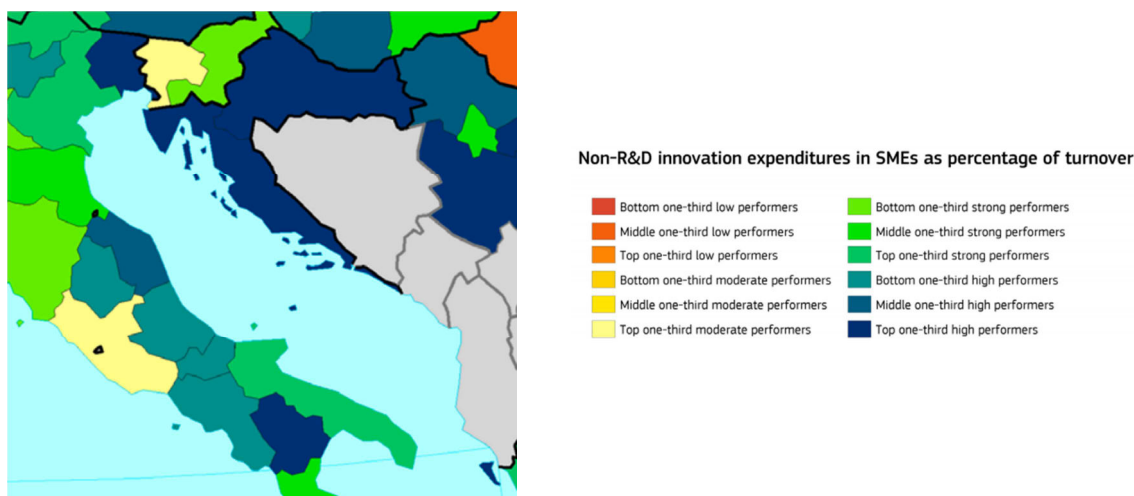 Non-R&D innovation expenditures in SMEs as percentage of turnover
Bottom one-third low performers
Middle one-third low performers
Top one-third low performers
Bottom one-third moderate performers
Middle one-third moderate performers
Top one-third moderate performers
Bottom one-third strong performers
Middle one-third strong performers
Top one-third strong performers
Bottom one-third high performers
Middle one-third high performers
Top one-third high performers